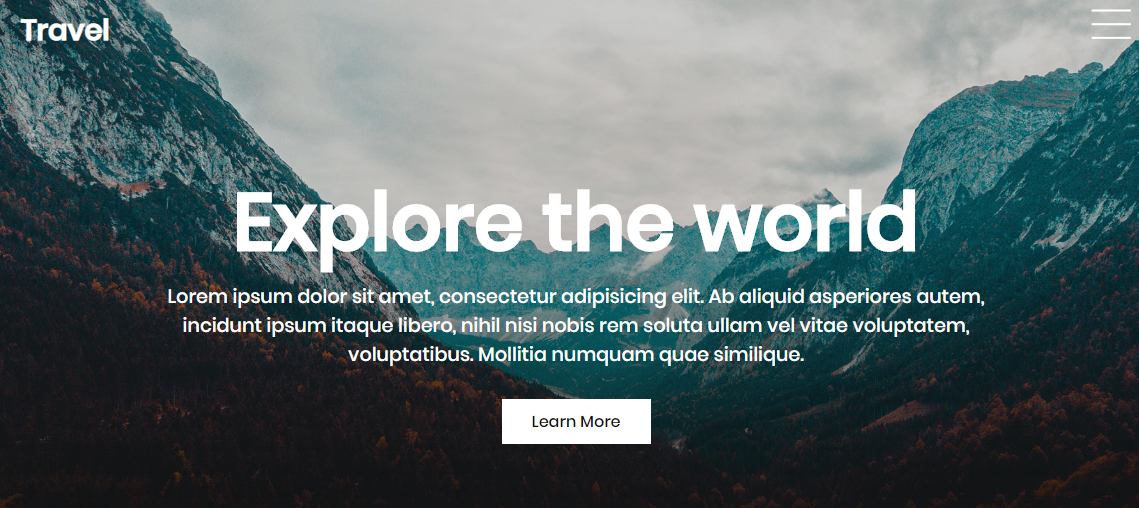 Travel
Explore the world
Lorem ipsum dolor sit amet, consectetur adipisicing elit. Ab aliquid asperiores autem,
incidunt ipsum itaque libero, nihil nisi nobis rem soluta ullam vel vitae voluptatem,
voluptatibus. Mollitia numquam quae similique.
Learn More